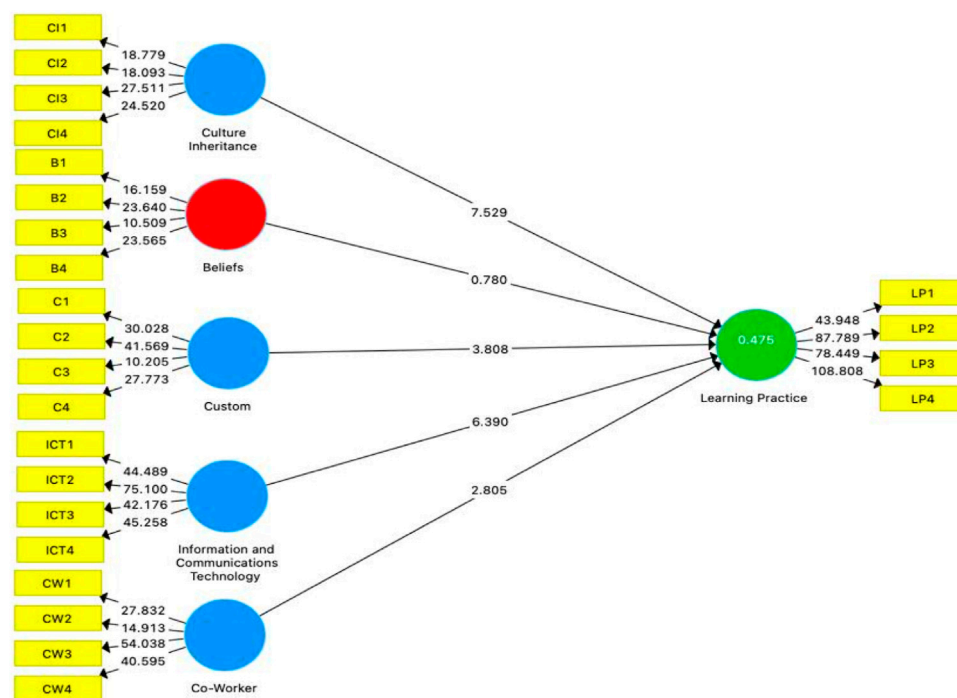 CI1
CI2
CI3
CI4
18.779
18.093
27.511
24.520
Culture
Inheritance
B1
B2
B3
B4
16.159
23.640
10.509
23.565
Beliefs
C1
C2
C3
C4
30.028
41.569
10.205
27.773
Custom
ICT1
ICT2
ICT3
ICT4
44.489
75.100
42.176
45.258
Information and
Communications
Technology
CW1
CW2
CW3
CW4
27.832
14.913
54.038
40.595
Co-Worker
7.529
0.780
3.808
6.390
2.805
0.475
Learning Practice
43.948
87.789
78.449
108.808
LP1
LP2
LP3
LP4